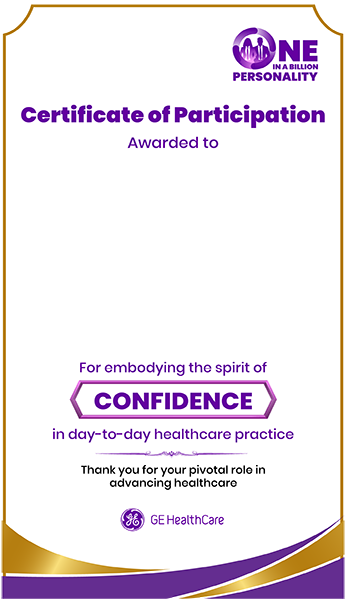 ONE
IN A BILLION
PERSONALITY
Certificate of Participation
Awarded to
For embodying the spirit of
CONFIDENCE
in day-to-day healthcare practice
Thank you for your pivotal role in
advancing healthcare
GE HealthCare